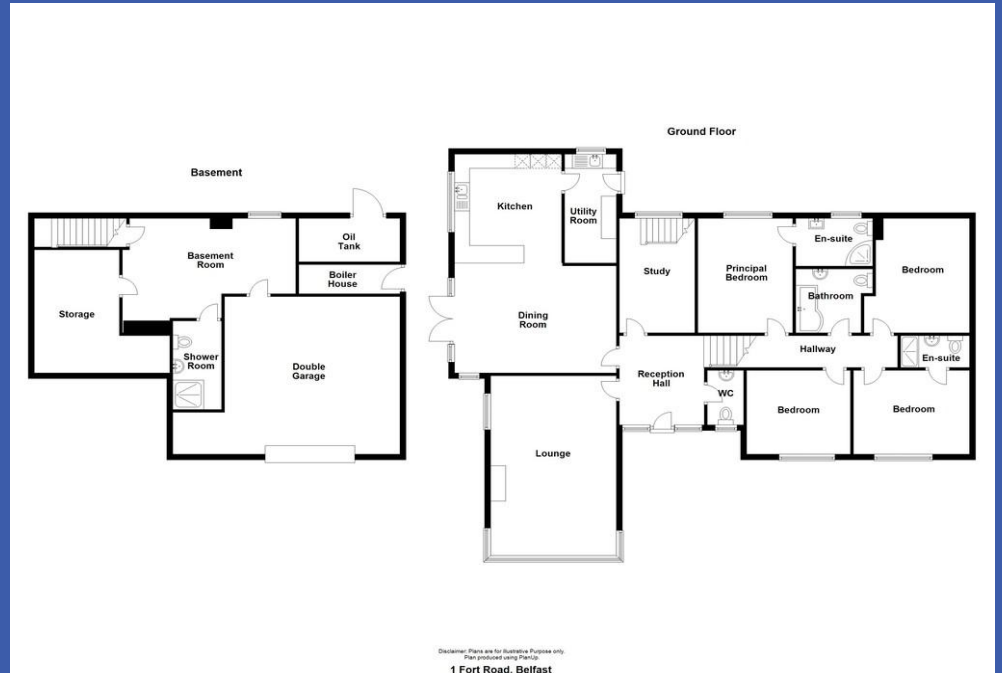 Ground Floor
Basement
Kitchen
Utility
Room
Oil
Tank
Basement
Room
Boiler
House
Storage
Shower
Room
Double
Garage
Study
Principal
Bedroom
En-suite
Bathroom
Bedroom
Dining
Room
Hallway
En-suite
Reception
Hall
WC
Bedroom
Bedroom
Lounge
Disclaimer: Plans are for Illustrative Purpose only.
Plan produced using PlanUp.
1 Fort Road, Belfast